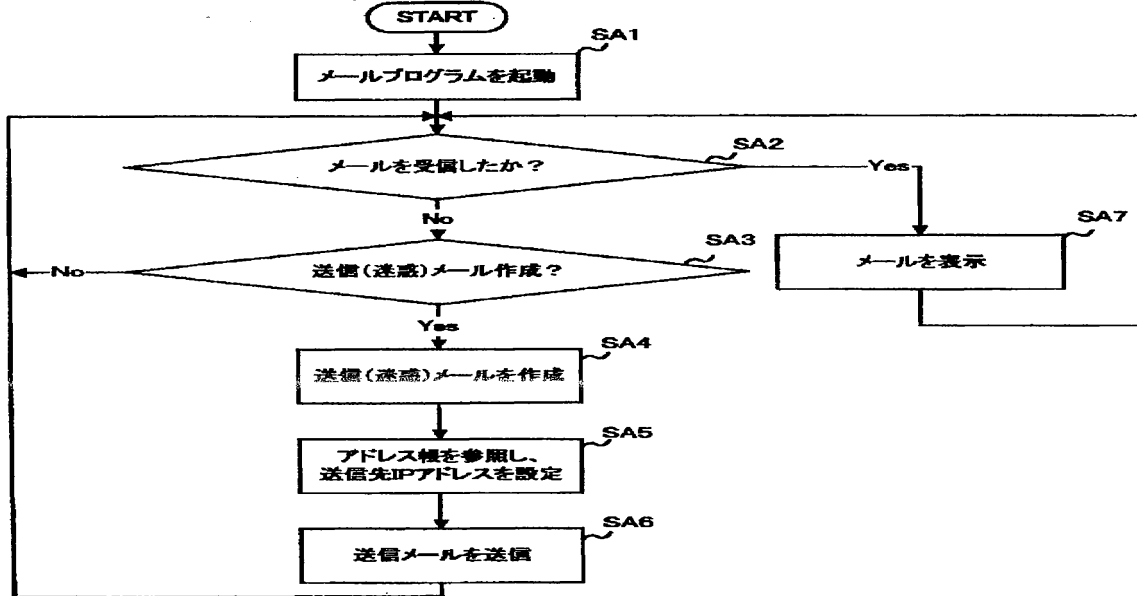 START
SA1
メールプログラムを起動
メールを受信したか？
SA2
Yes
No
SA7
メールを表示
SA3
送信（迷惑）メール作成？
No
Yes
SA4
送信（迷惑）メールを作成
SA5
アドレス帳を参照し、
送信先IPアドレスを設定
SA6
送信メールを送信